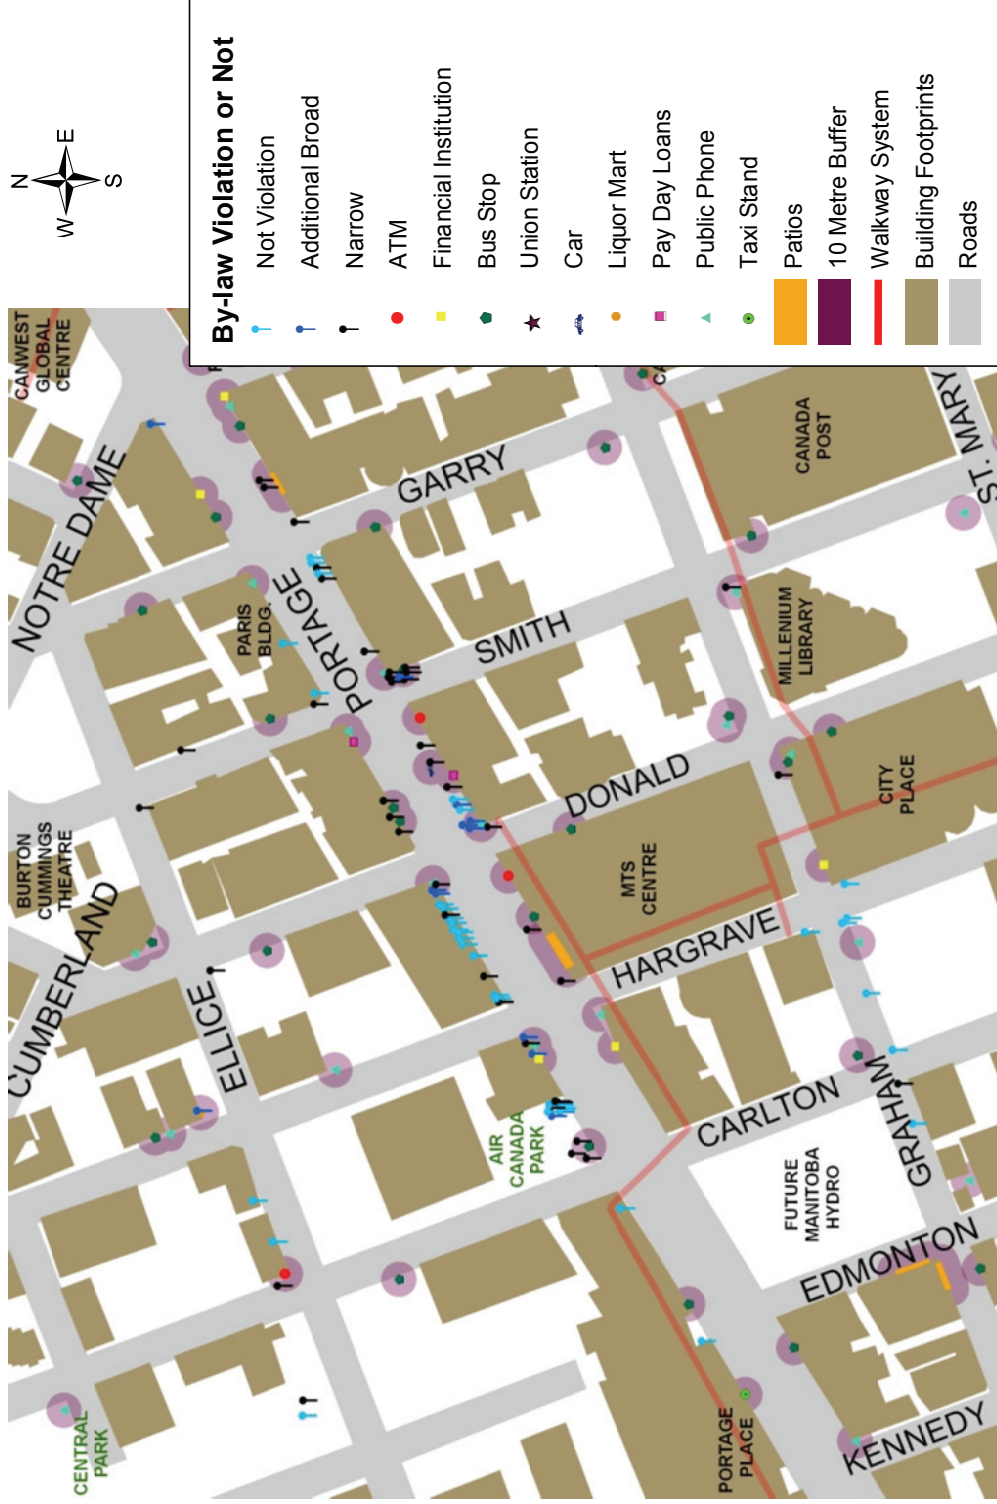 N
W
E
S
By-law Violation or Not
Not Violation
Additional Broad
Narrow
ATM
Financial Institution
Bus Stop
Union Station
Car
Liquor Mart
Pay Day Loans
Public Phone
Taxi Stand
Patios
10 Metre Buffer
Walkway System
Building Footprints
Roads
CANWEST
GLOBAL
CENTRE
NOTRE DAME
GARRY
CANADA
POST
ST. MARY
PARIS
BLDG.
PORTAGE
SMITH
MILLENIUM
LIBRARY
BURTON
CUMMINGS
THEATRE
DONALD
CITY
PLACE
CUMBERLAND
MTS
CENTRE
ELLICE
HARGRAVE
AIR
CANADA
PARK
CARLTON
GRAHAM
FUTURE
MANITOBA
HYDRO
EDMONTON
CENTRAL
PARK
PORTAGE
PLACE
KENNEDY